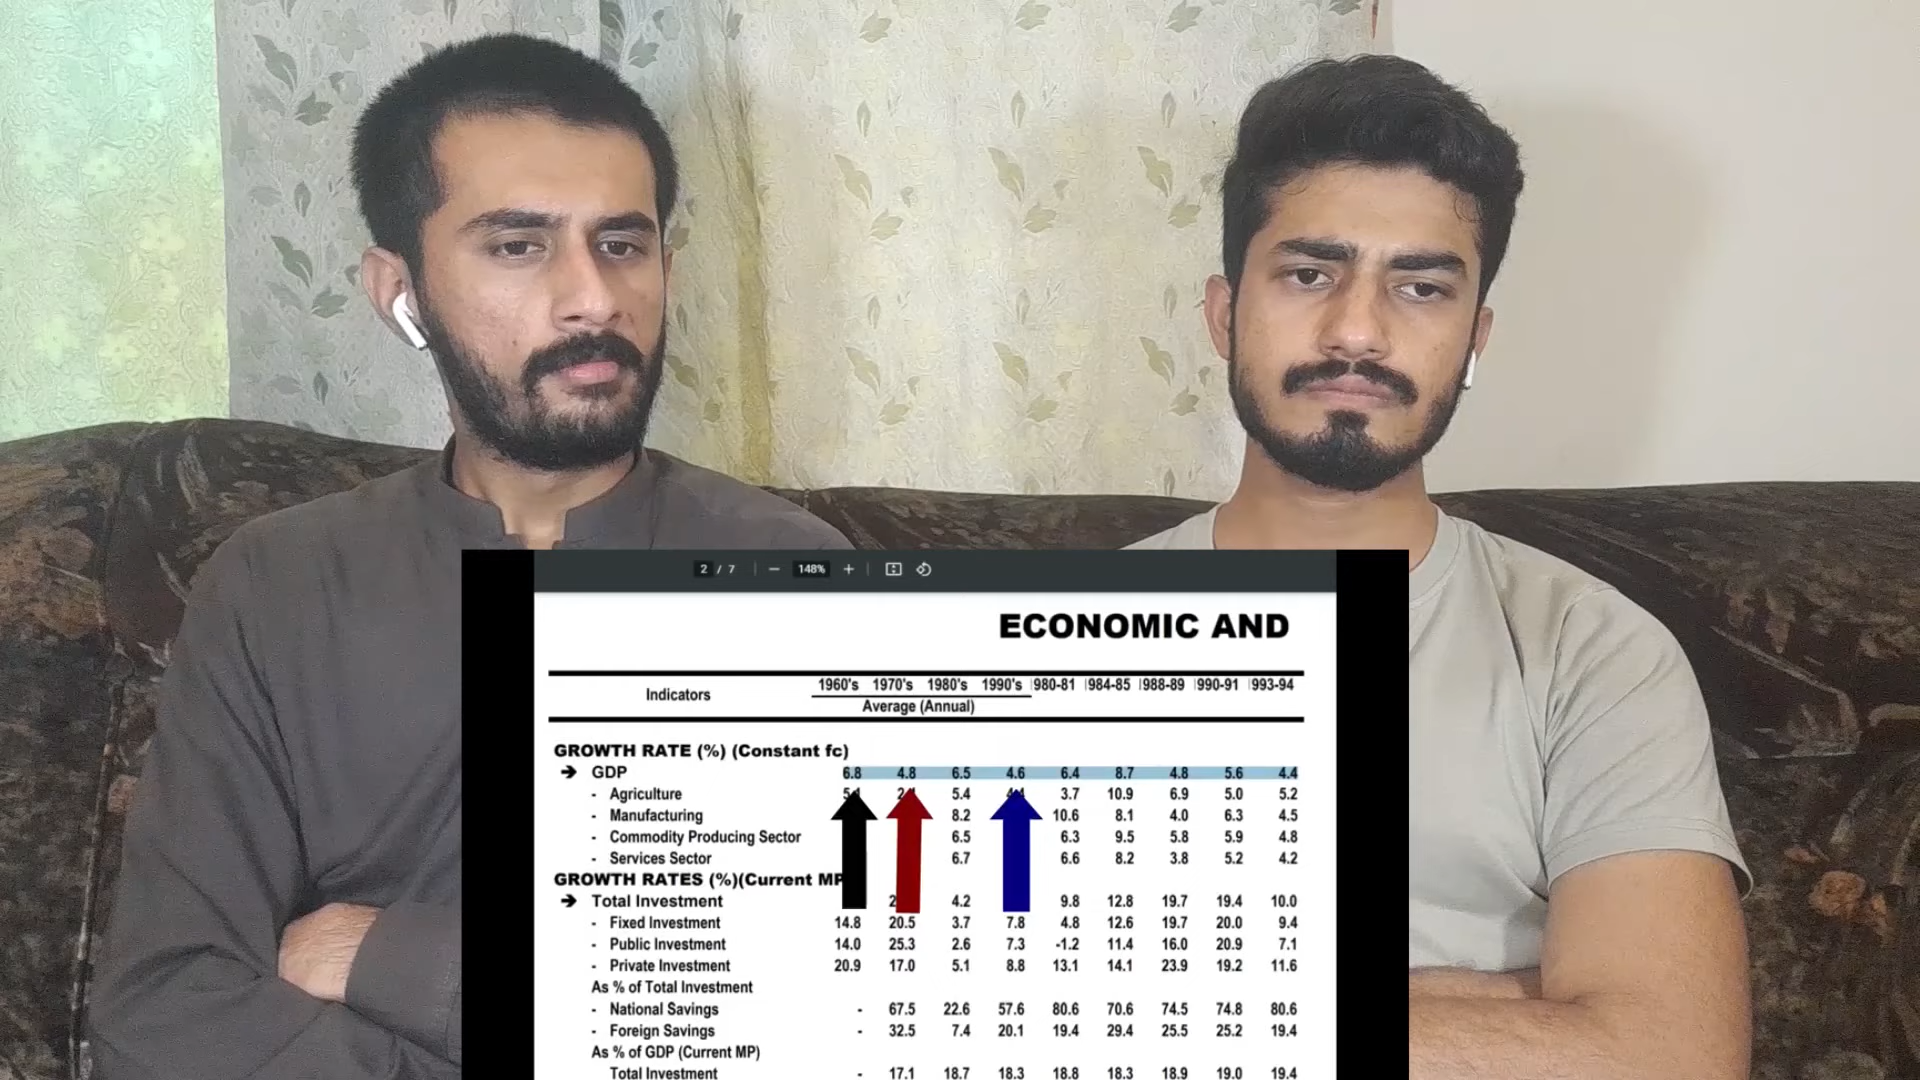 2 / 7 — 148% +
ECONOMIC AND
Indicators 1960's 1970's 1980's 1990's 980-81 984-85 988-89 990-91 993-94
Average (Annual)
GROWTH RATE (%) (Constant fc)
➔ GDP 6.8 4.8 6.5 4.6 6.4 8.7 4.8 5.6 4.4
- Agriculture 5.4 3.7 10.9 6.9 5.0 5.2
- Manufacturing 8.2 10.6 8.1 4.0 6.3 4.5
- Commodity Producing Sector 6.5 6.3 9.5 5.8 5.9 4.8
- Services Sector 6.7 6.6 8.2 3.8 5.2 4.2
GROWTH RATES (%)(Current MP
➔ Total Investment 4.2 9.8 12.8 19.7 19.4 10.0
- Fixed Investment 14.8 20.5 3.7 7.8 4.8 12.6 19.7 20.0 9.4
- Public Investment 14.0 25.3 2.6 7.3 -1.2 11.4 16.0 20.9 7.1
- Private Investment 20.9 17.0 5.1 8.8 13.1 14.1 23.9 19.2 11.6
As % of Total Investment
- National Savings - 67.5 22.6 57.6 80.6 70.6 74.5 74.8 80.6
- Foreign Savings - 32.5 7.4 20.1 19.4 29.4 25.5 25.2 19.4
As % of GDP (Current MP)
Total Investment - 17.1 18.7 18.3 18.8 18.3 18.9 19.0 19.4